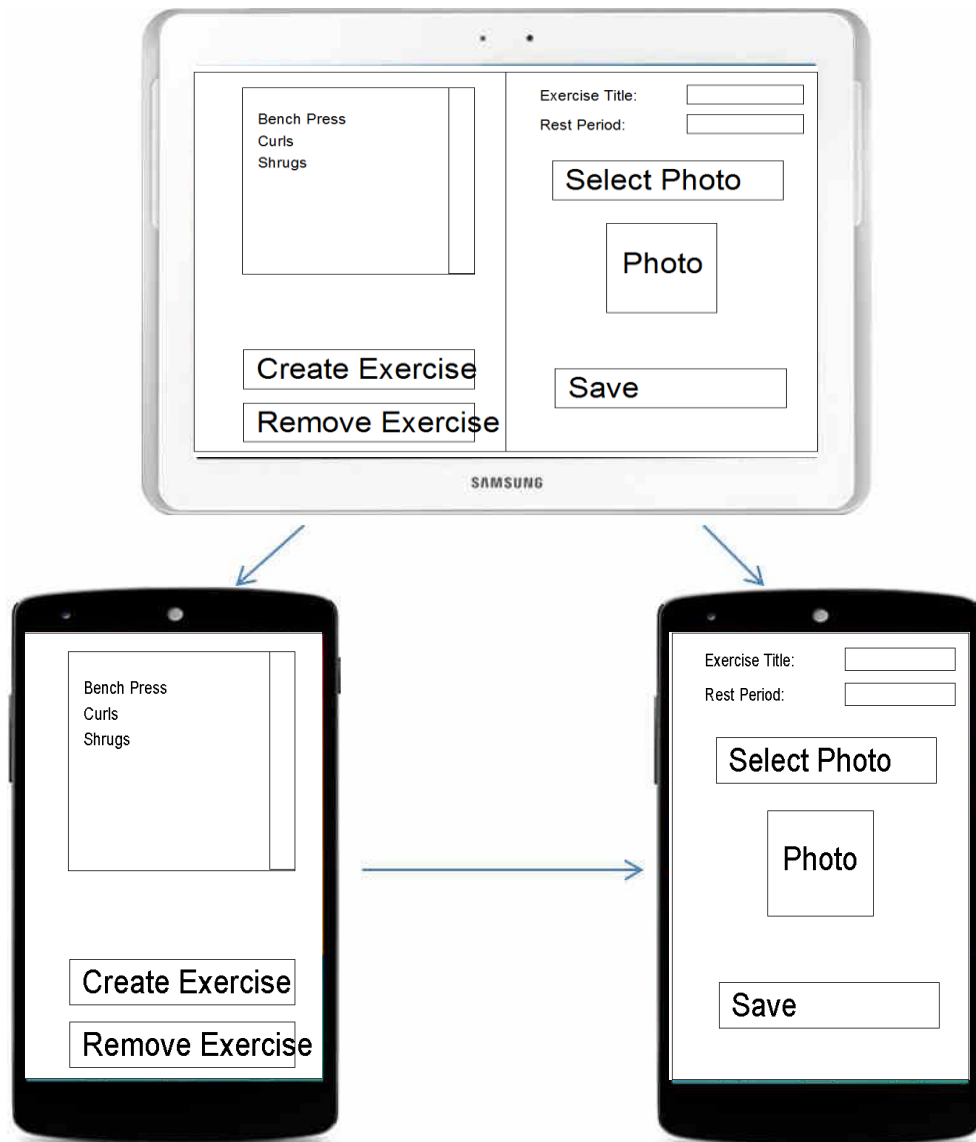 Bench Press
Curls
Shrugs
Create Exercise
Remove Exercise
Exercise Title:
Rest Period:
Select Photo
Photo
Save
SAMSUNG
Bench Press
Curls
Shrugs
Create Exercise
Remove Exercise
Exercise Title:
Rest Period:
Select Photo
Photo
Save